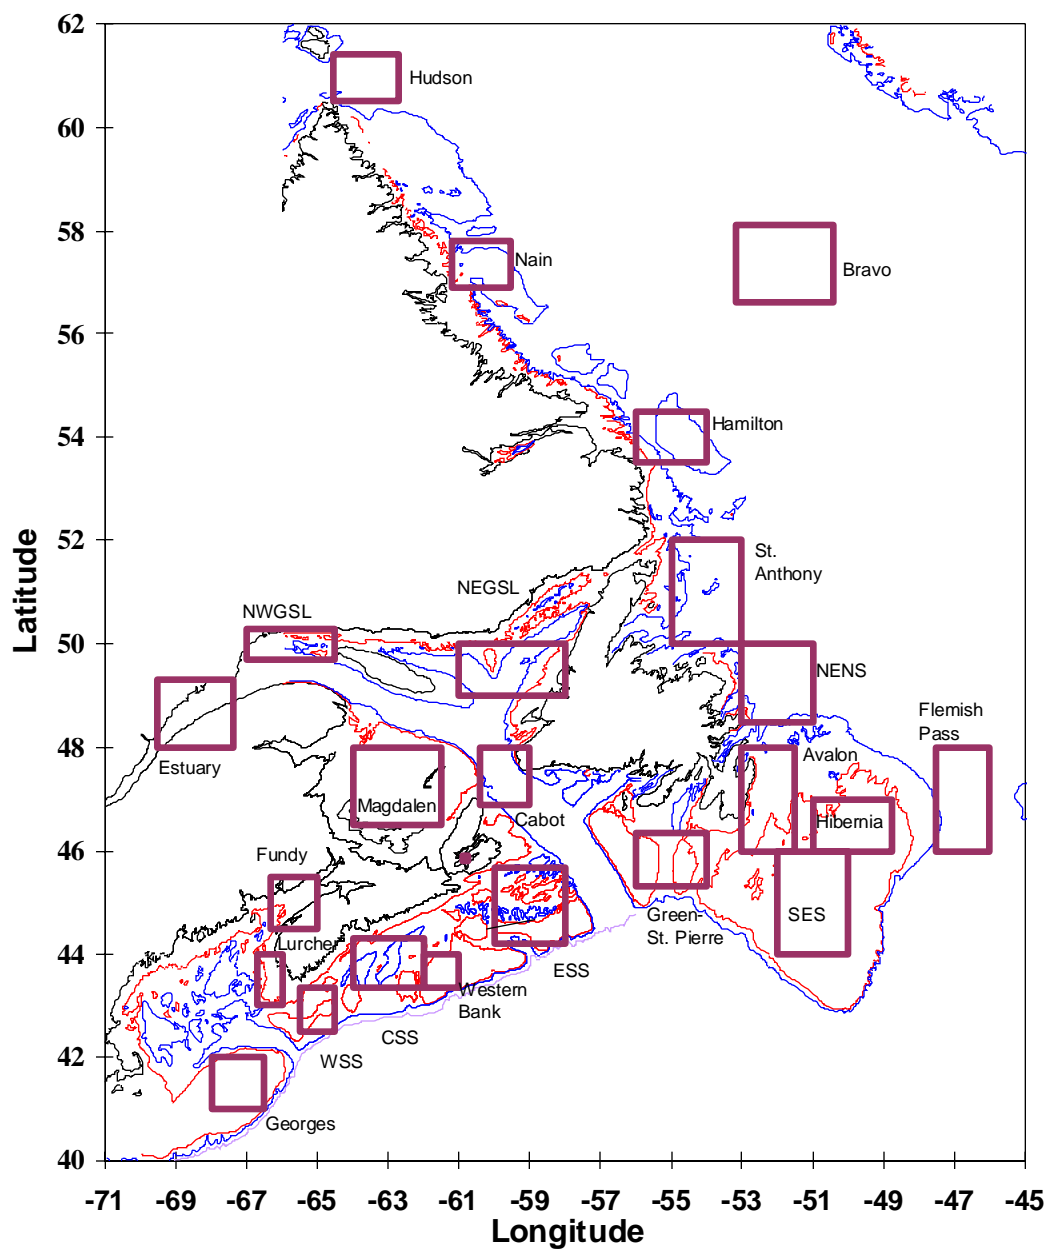 62
60
58
56
54
52
50
48
46
44
42
40
Latitude
Hudson
Nain
Bravo
Hamilton
St.
Anthony
NEGSL
NWGSL
NENS
Flemish
Pass
Estuary
Avalon
Magdalen
Cabot
Hibernia
Fundy
Green-
St. Pierre
SES
Lurcher
ESS
Western
Bank
CSS
WSS
Georges
-71 -69 -67 -65 -63 -61 -59 -57 -55 -53 -51 -49 -47 -45
Longitude